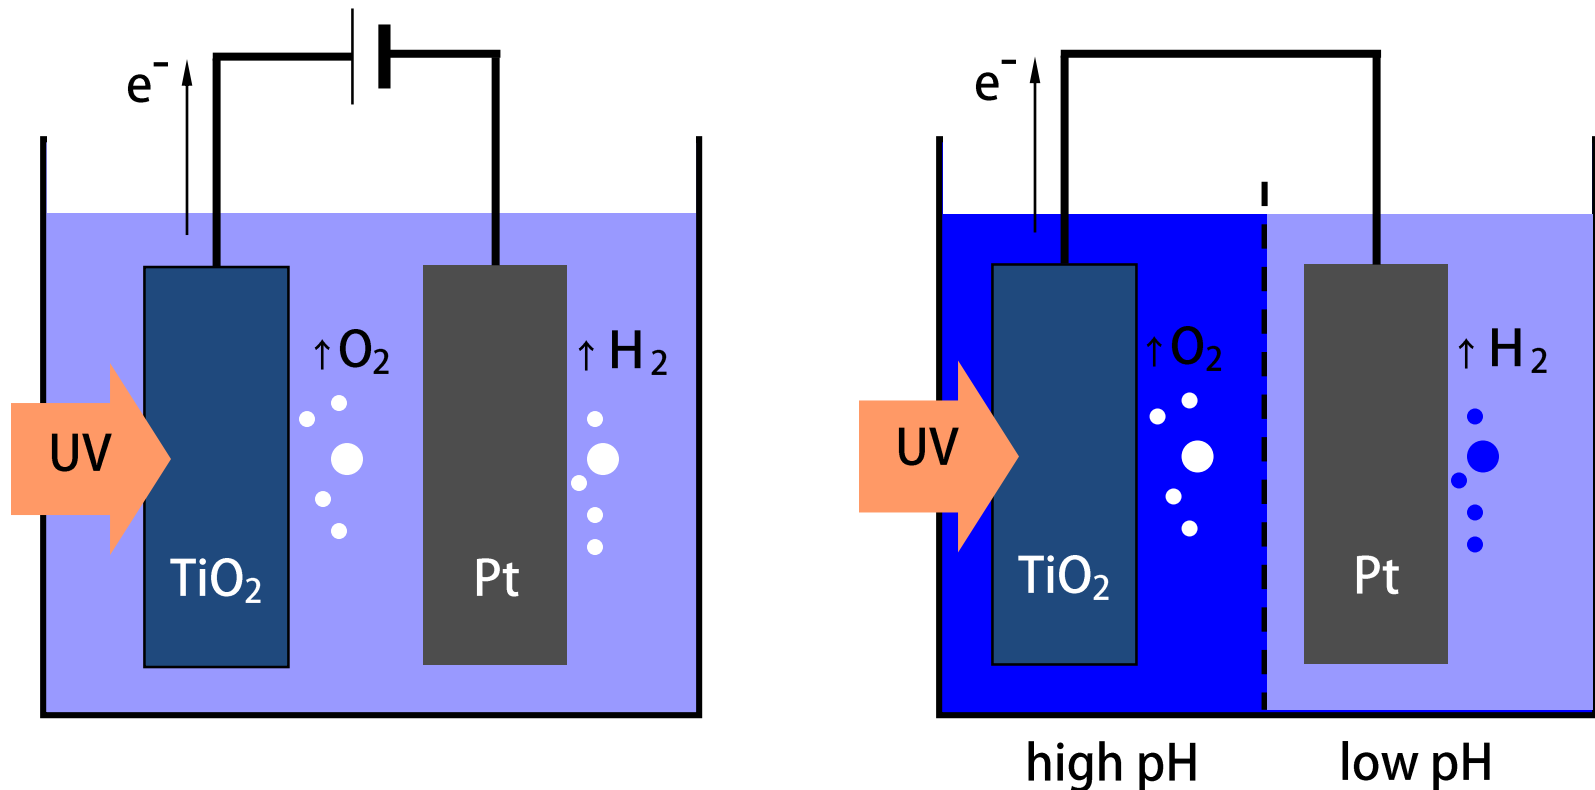 e⁻
↑ O₂
↑ H₂
UV
TiO₂
Pt
e⁻
↑ O₂
↑ H₂
UV
TiO₂
Pt
high pH
low pH